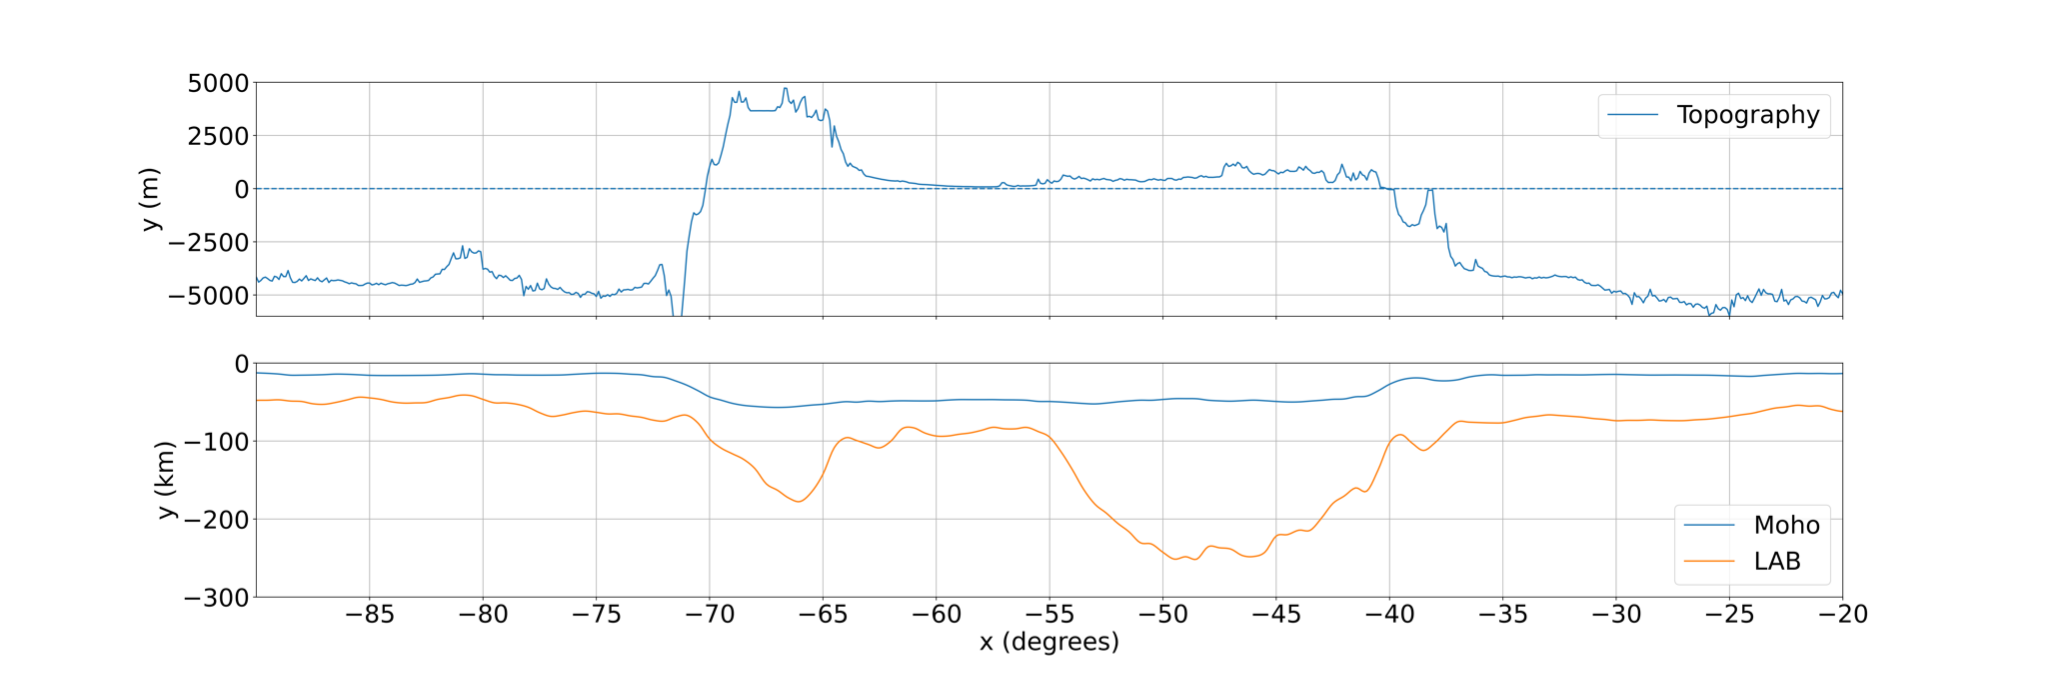 5000
2500
0
−2500
−5000
y (m)
Topography
0
−100
−200
−300
y (km)
Moho
LAB
−85 −80 −75 −70 −65 −60 −55 −50 −45 −40 −35 −30 −25 −20
x (degrees)